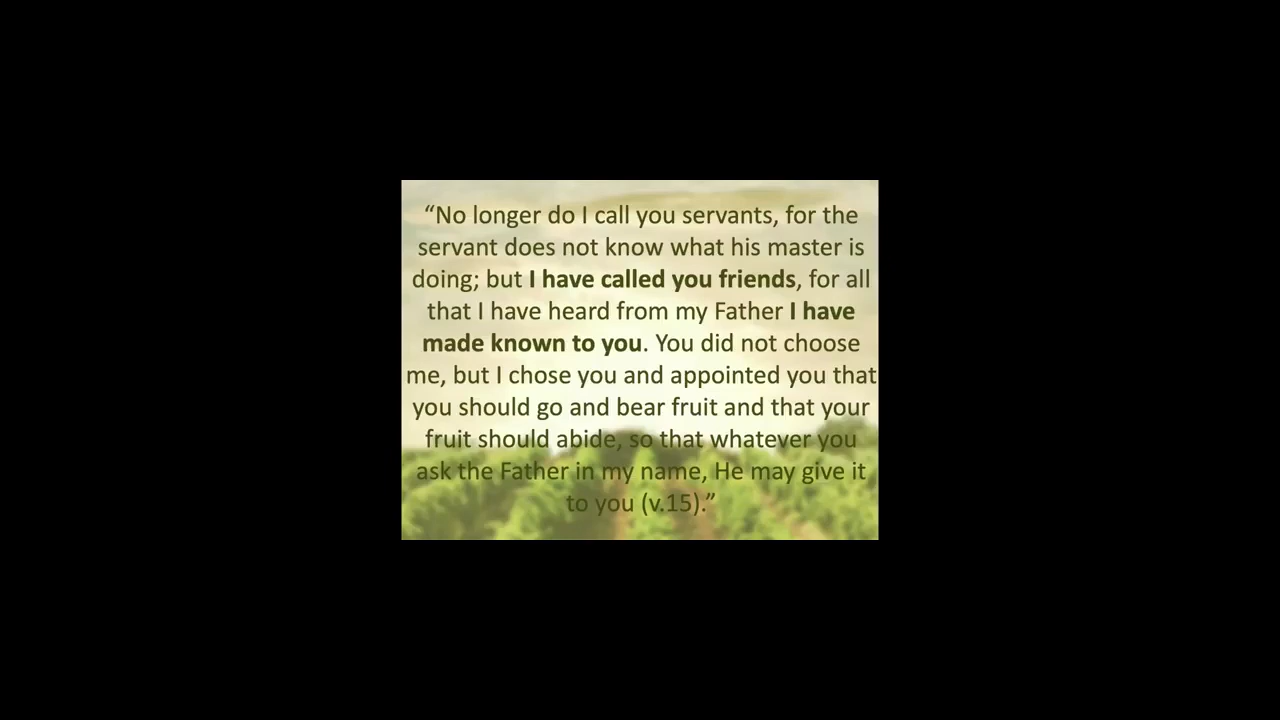 “No longer do I call you servants, for the
servant does not know what his master is
doing; but I have called you friends, for all
that I have heard from my Father I have
made known to you. You did not choose
me, but I chose you and appointed you that
you should go and bear fruit and that your
fruit should abide, so that whatever you
ask the Father in my name, He may give it
to you (v.15).”